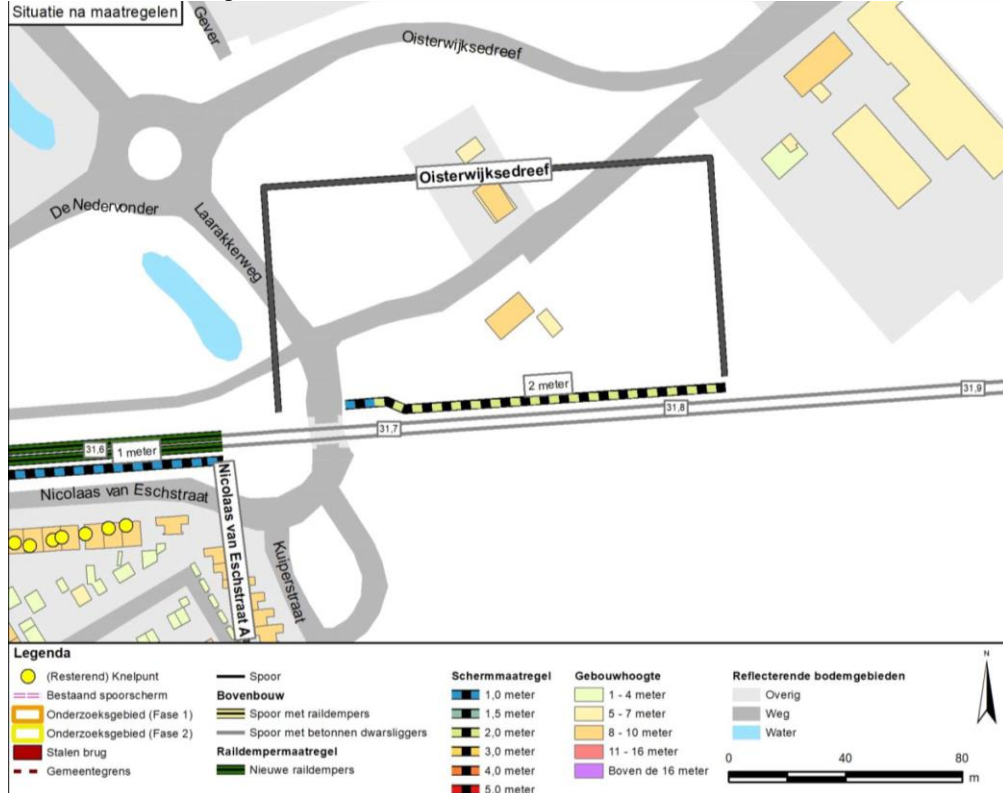 Situatie na maatregelen
Gever
Oisterwijksedreef
Oisterwijksedreef
De Nedervonder
Laarakkerweg
2 meter
31,9
31,8
31,7
31,6
1 meter
Nicolaas van Eschstraat
Nicolaas van Eschstraat A
Kuiperstraat
Legenda
(Resterend) Knelpunt
Bestaand spoorscherm
Onderzoeksgebied (Fase 1)
Onderzoeksgebied (Fase 2)
Stalen brug
Gemeentegrens
Spoor
Bovenbouw
Spoor met raildempers
Spoor met betonnen dwarsliggers
Raildempermaatregel
Nieuwe raildempers
Schermmaatregel
1,0 meter
1,5 meter
2,0 meter
3,0 meter
4,0 meter
5,0 meter
Gebouwhoogte
1 - 4 meter
5 - 7 meter
8 - 10 meter
11 - 16 meter
Boven de 16 meter
Reflecterende bodemgebieden
Overig
Weg
Water
N
0 40 80
m